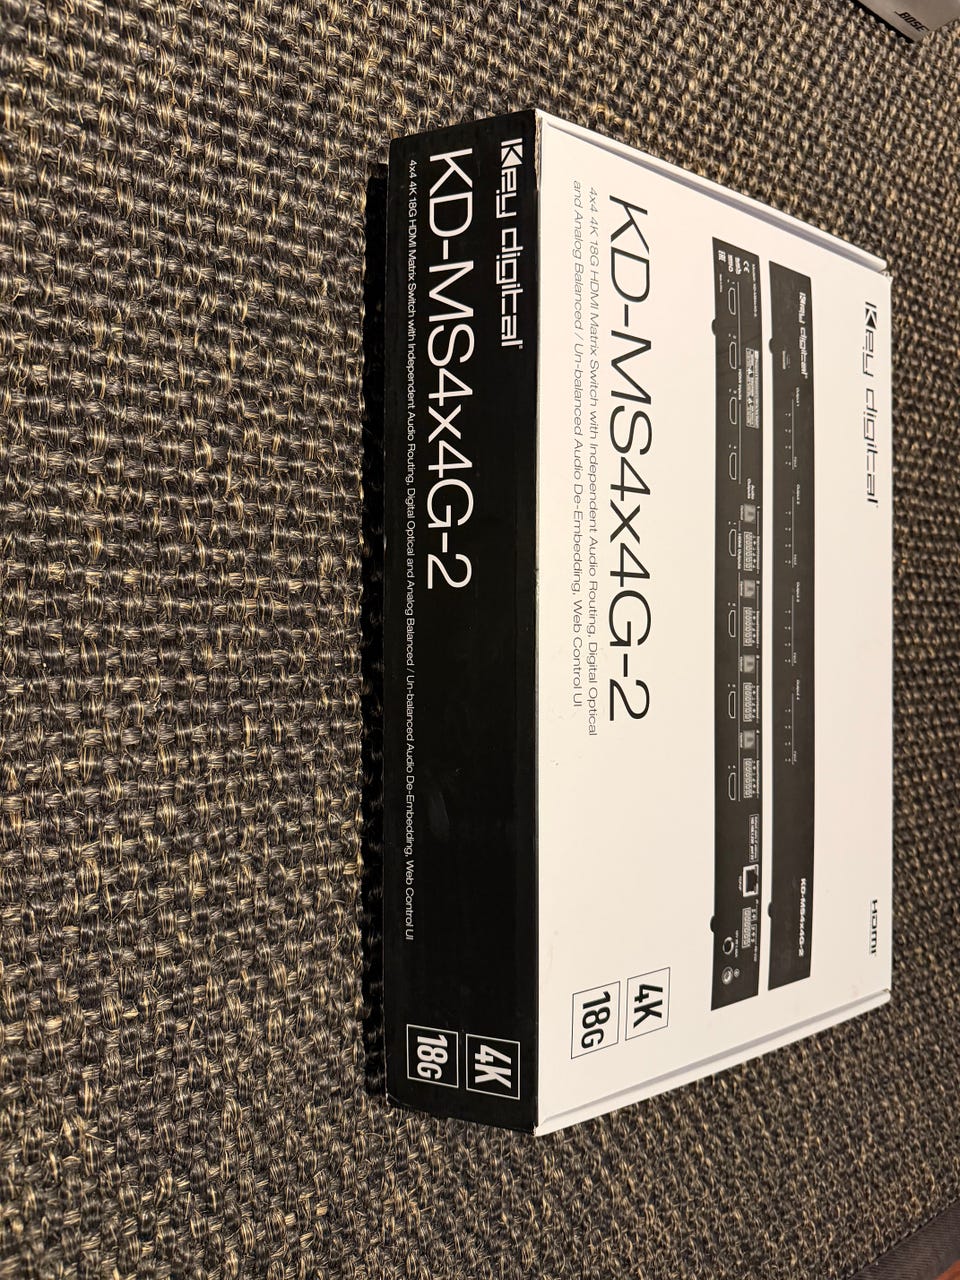 Key digital
HDMI
Key digital
KD-MS4x4G-2
KD-MS4x4G-2
4x4 4K 18G HDMI Matrix Switch with Independent Audio Routing, Digital Optical
and Analog Balanced / Un-balanced Audio De-Embedding, Web Control UI
4K
18G
Key digital
KD-MS4x4G-2
4x4 4K 18G HDMI Matrix Switch with Independent Audio Routing, Digital Optical and Analog Balanced / Un-balanced Audio De-Embedding, Web Control UI
4K
18G
BOSE